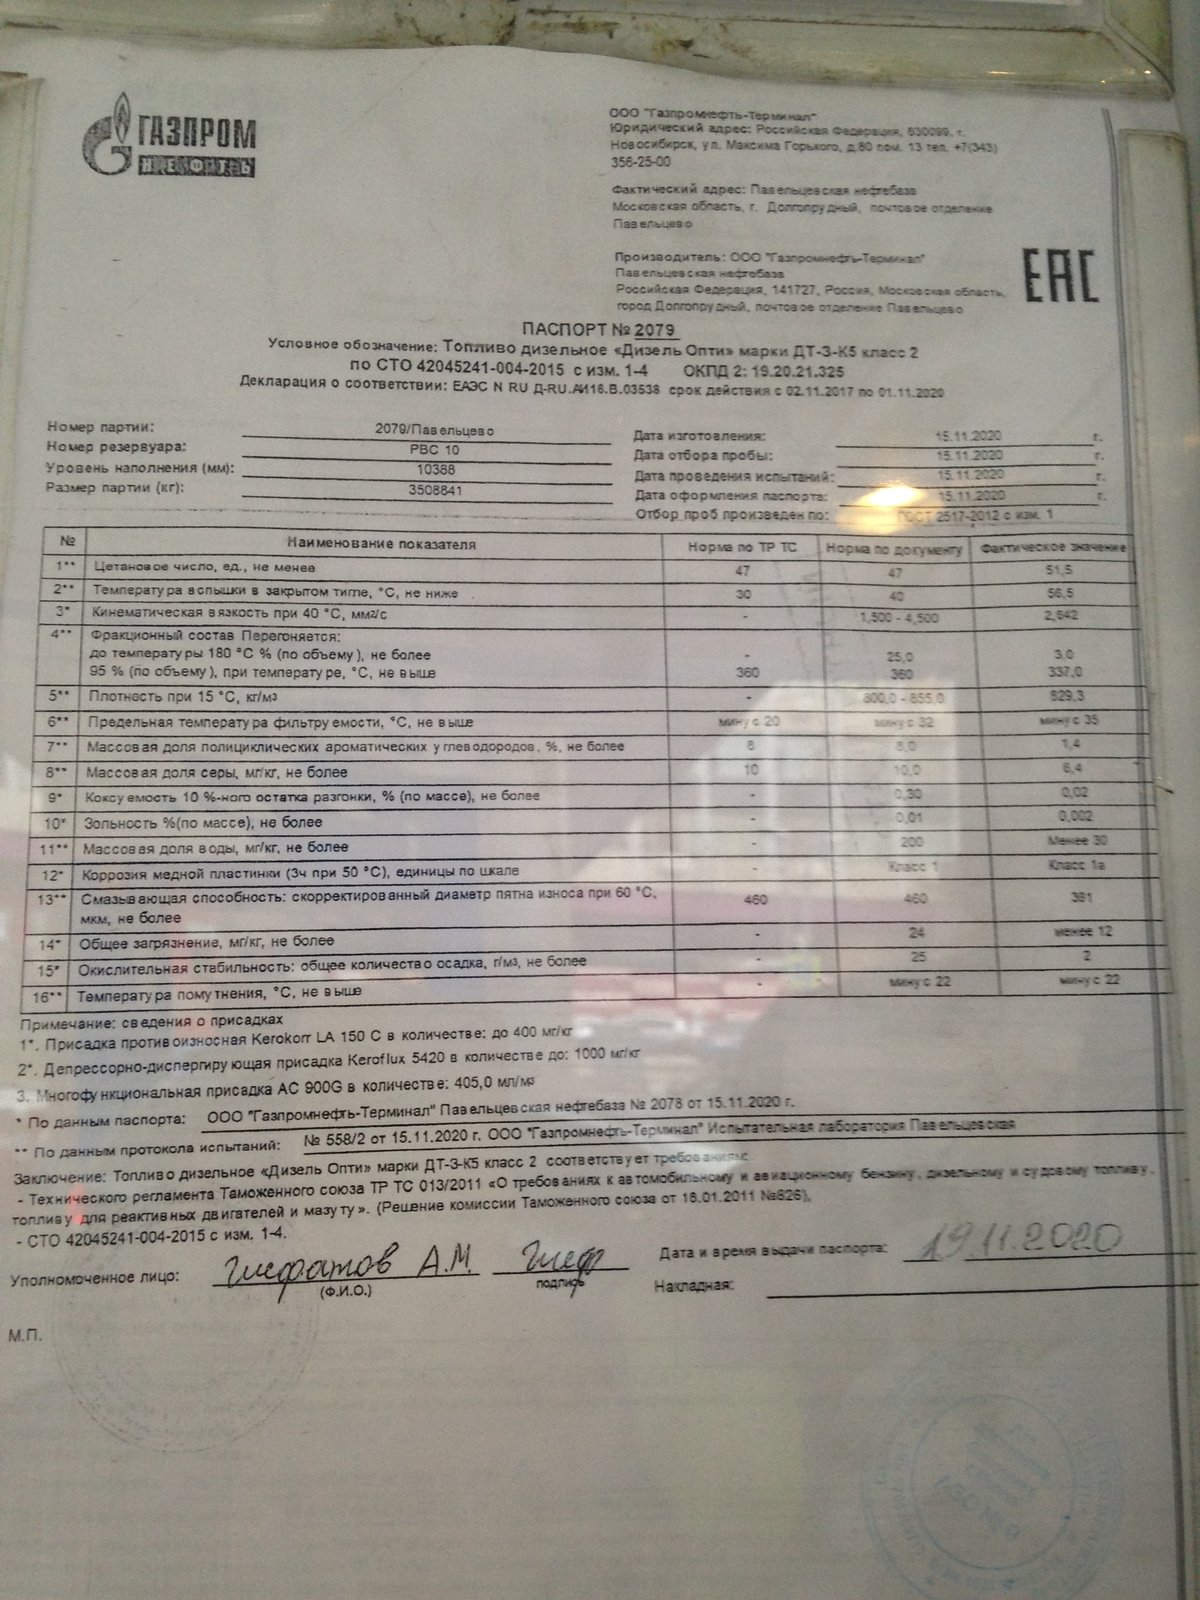 ГАЗПРОМ
НЕФТЬ
ООО "Газпромнефть-Терминал"
Юридический адрес: Российская Федерация, 630099, г.
Новосибирск, ул. Максима Горького, д.80 пом. 13 тел. +7(343)
356-25-00
Фактический адрес: Павельцевская нефтебаза
Московская область, г. Долгопрудный, почтовое отделение
Павельцево
Производитель: ООО "Газпромнефть-Терминал"
Павельцевская нефтебаза
Российская Федерация, 141727, Россия, Московская область,
город Долгопрудный, почтовое отделение Павельцево
ЕАС
ПАСПОРТ № 2079
Условное обозначение: Топливо дизельное «Дизель Опти» марки ДТ-З-К5 класс 2
по СТО 42045241-004-2015 с изм. 1-4 ОКПД 2: 19.20.21.325
Декларация о соответствии: ЕАЭС N RU Д-RU.АИ16.В.03538 срок действия с 02.11.2017 по 01.11.2020
Номер партии: 2079/Павельцево
Номер резервуара: РВС 10
Уровень наполнения (мм): 10388
Размер партии (кг): 3508841
Дата изготовления: 15.11.2020 г.
Дата отбора пробы: 15.11.2020 г.
Дата проведения испытаний: 15.11.2020 г.
Дата оформления паспорта: 15.11.2020 г.
Отбор проб произведен по: ГОСТ 2517-2012 с изм. 1
№ Наименование показателя Норма по ТР ТС Норма по документу Фактическое значение
1** Цетановое число, ед., не менее 47 47 51,5
2** Температура вспышки в закрытом тигле, °С, не ниже 30 40 56,5
3* Кинематическая вязкость при 40 °С, мм2/с - 1,500 - 4,500 2,642
4** Фракционный состав Перегоняется:
до температуры 180 °С % (по объему), не более - 25,0 3,0
95 % (по объему), при температуре, °С, не выше 360 360 337,0
5** Плотность при 15 °С, кг/м3 - 800,0 - 855,0 829,3
6** Предельная температура фильтруемости, °С, не выше минус 20 минус 32 минус 35
7** Массовая доля полициклических ароматических углеводородов, %, не более 8 8,0 1,4
8** Массовая доля серы, мг/кг, не более 10 10,0 6,4
9* Коксуемость 10 %-ного остатка разгонки, % (по массе), не более - 0,30 0,02
10* Зольность %(по массе), не более - 0,01 0,002
11** Массовая доля воды, мг/кг, не более - 200 Менее 30
12* Коррозия медной пластинки (3ч при 50 °С), единицы по шкале - Класс 1 Класс 1а
13** Смазывающая способность: скорректированный диаметр пятна износа при 60 °С,
мкм, не более 460 460 391
14* Общее загрязнение, мг/кг, не более - 24 менее 12
15* Окислительная стабильность: общее количество осадка, г/м3, не более - 25 2
16** Температура помутнения, °С, не выше - минус 22 минус 22
Примечание: сведения о присадках
1*. Присадка противоизносная Kerokorr LA 150 C в количестве: до 400 мг/кг
2*. Депрессорно-диспергирующая присадка Keroflux 5420 в количестве до: 1000 мг/кг
3. Многофункциональная присадка АС 900G в количестве: 405,0 мл/м3
* По данным паспорта: ООО "Газпромнефть-Терминал" Павельцевская нефтебаза № 2078 от 15.11.2020 г.
** По данным протокола испытаний: № 558/2 от 15.11.2020 г. ООО "Газпромнефть-Терминал" Испытательная лаборатория Павельцевская
Заключение: Топливо дизельное «Дизель Опти» марки ДТ-З-К5 класс 2 соответствует требованиям:
- Технического регламента Таможенного союза ТР ТС 013/2011 «О требованиях к автомобильному и авиационному бензину, дизельному и судовому топливу,
топливу для реактивных двигателей и мазуту». (Решение комиссии Таможенного союза от 18.01.2011 №826),
- СТО 42045241-004-2015 с изм. 1-4.
Уполномоченное лицо: А.М.
(Ф.И.О.) подпись
Дата и время выдачи паспорта: 19.11.2020
Накладная:
М.П.